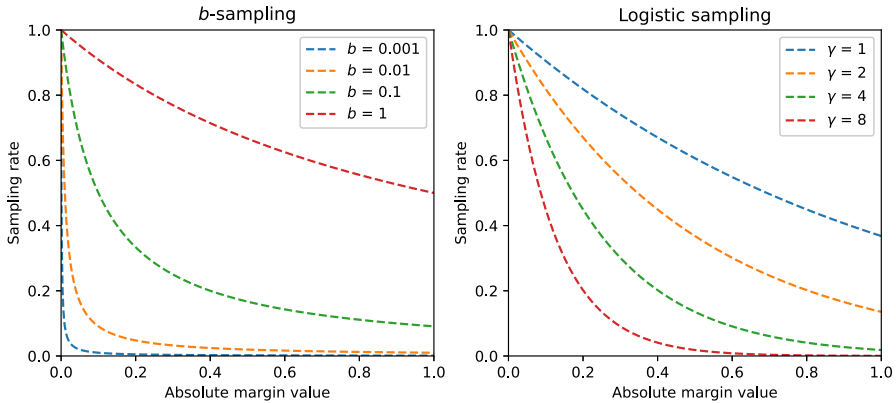 b-sampling
Sampling rate
1.0
0.8
0.6
0.4
0.2
0.0
b = 0.001
b = 0.01
b = 0.1
b = 1
0.0 0.2 0.4 0.6 0.8 1.0
Absolute margin value
Logistic sampling
Sampling rate
1.0
0.8
0.6
0.4
0.2
0.0
γ = 1
γ = 2
γ = 4
γ = 8
0.0 0.2 0.4 0.6 0.8 1.0
Absolute margin value